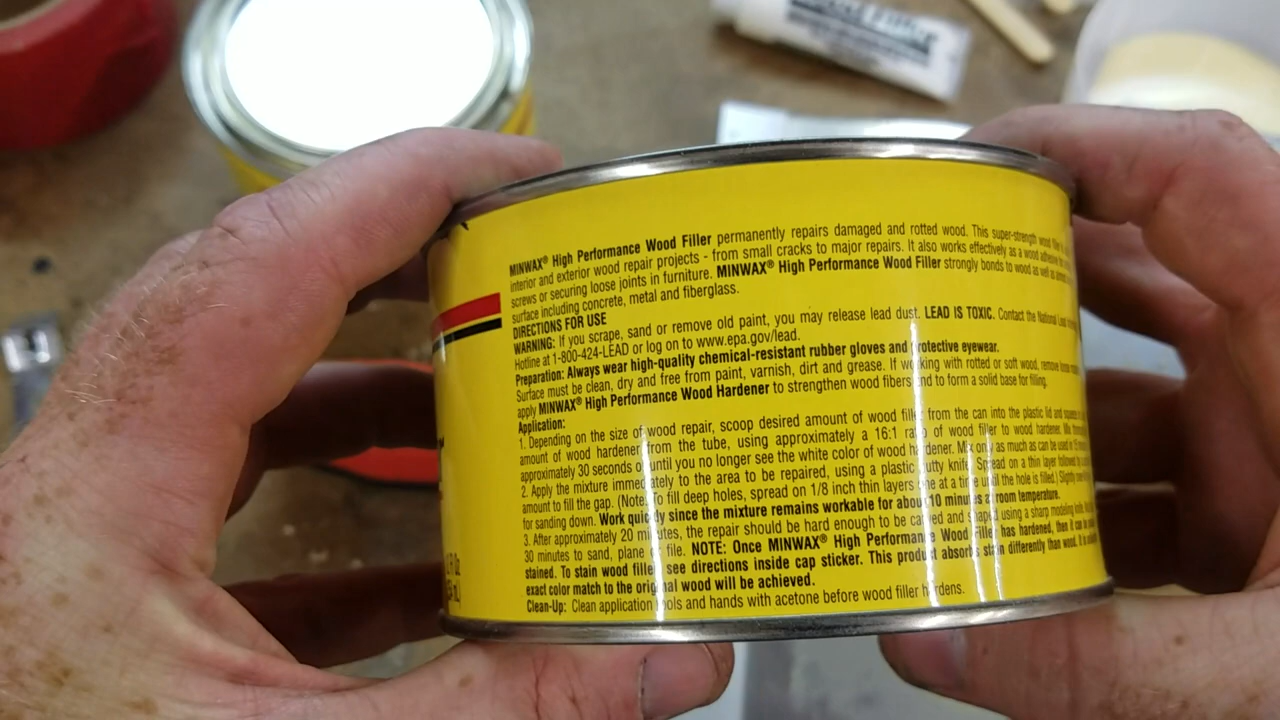 MINWAX® High Performance Wood Filler permanently repairs damaged and rotted wood. This super-strength wood filler
interior and exterior wood repair projects - from small cracks to major repairs. It also works effectively as a wood adhesive
screws or securing loose joints in furniture. MINWAX® High Performance Wood Filler strongly bonds to wood as well as
surface including concrete, metal and fiberglass.
DIRECTIONS FOR USE
WARNING: If you scrape, sand or remove old paint, you may release lead dust. LEAD IS TOXIC. Contact the National Lead
Hotline at 1-800-424-LEAD or log on to www.epa.gov/lead.
Preparation: Always wear high-quality chemical-resistant rubber gloves and protective eyewear.
Surface must be clean, dry and free from paint, varnish, dirt and grease. If working with rotted or soft wood, remove loose
apply MINWAX® High Performance Wood Hardener to strengthen wood fibers and to form a solid base for filling.
Application:
1. Depending on the size of wood repair, scoop desired amount of wood filler from the can into the plastic lid and squeeze
amount of wood hardener from the tube, using approximately a 16:1 ratio of wood filler to wood hardener. Mix
approximately 30 seconds or until you no longer see the white color of wood hardener. Mix only as much as can be used in
2. Apply the mixture immediately to the area to be repaired, using a plastic putty knife. Spread on a thin layer followed by
amount to fill the gap. (Note: To fill deep holes, spread on 1/8 inch thin layers one at a time until the hole is filled.) Slightly
for sanding down. Work quickly since the mixture remains workable for about 10 minutes at room temperature.
3. After approximately 20 minutes, the repair should be hard enough to be carved and shaped using a sharp modeling knife.
30 minutes to sand, plane or file. NOTE: Once MINWAX® High Performance Wood Filler has hardened, then it can be
stained. To stain wood filler, see directions inside cap sticker. This product absorbs stain differently than wood.
exact color match to the original wood will be achieved.
Clean-Up: Clean application tools and hands with acetone before wood filler hardens.